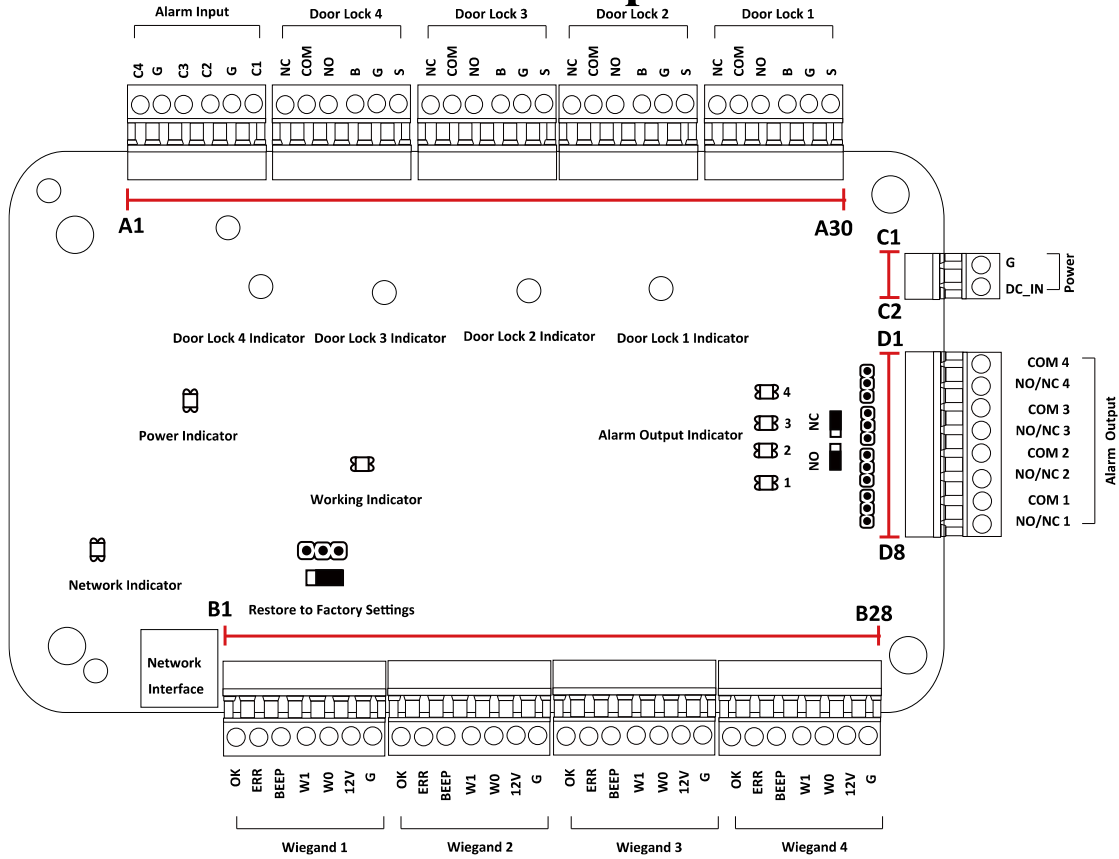 p
Alarm Input
Door Lock 4
Door Lock 3
Door Lock 2
Door Lock 1
C4 G C3 C2 G C1
NC COM NO B G S
NC COM NO B G S
NC COM NO B G S
NC COM NO B G S
A1
A30
C1
G
DC_IN
Power
C2
Door Lock 4 Indicator
Door Lock 3 Indicator
Door Lock 2 Indicator
Door Lock 1 Indicator
D1
COM 4
NO/NC 4
COM 3
NO/NC 3
COM 2
NO/NC 2
COM 1
NO/NC 1
Alarm Output
4
3
2
1
NC
NO
Alarm Output Indicator
Power Indicator
Working Indicator
D8
Network Indicator
Restore to Factory Settings
B1
B28
Network
Interface
OK ERR BEEP W1 W0 12V G
OK ERR BEEP W1 W0 12V G
OK ERR BEEP W1 W0 12V G
OK ERR BEEP W1 W0 12V G
Wiegand 1
Wiegand 2
Wiegand 3
Wiegand 4